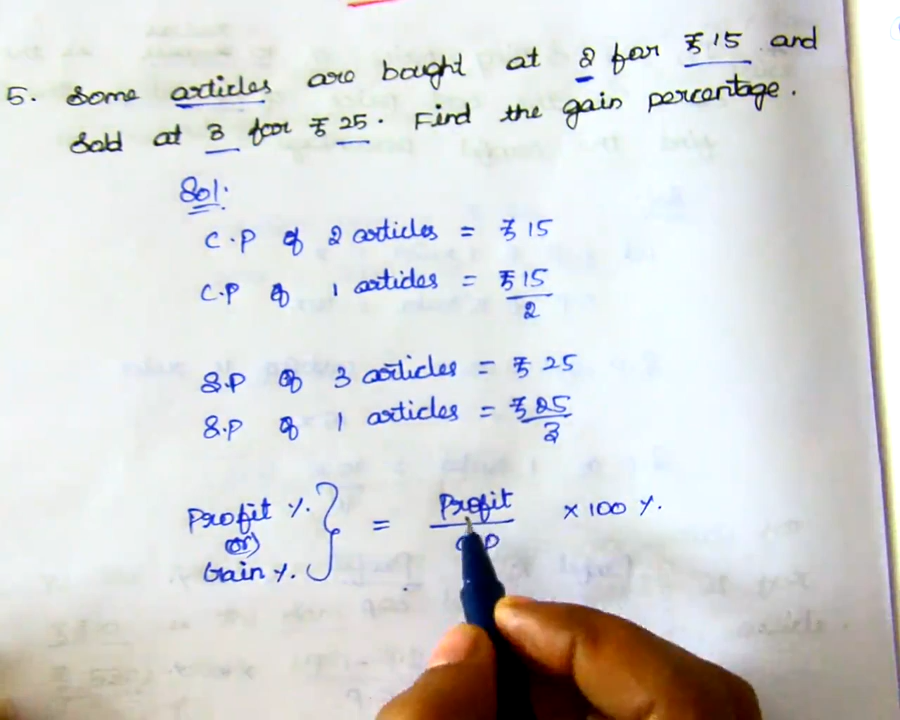 5. Some articles are bought at 2 for ₹15 and
Sold at 3 for ₹25. Find the gain percentage.
Sol:
C.P of 2 articles = ₹15
C.P of 1 articles = ₹15/2
S.P of 3 articles = ₹25
S.P of 1 articles = ₹25/3
Profit %. (or) Gain %. } = Profit/C.P × 100 %.